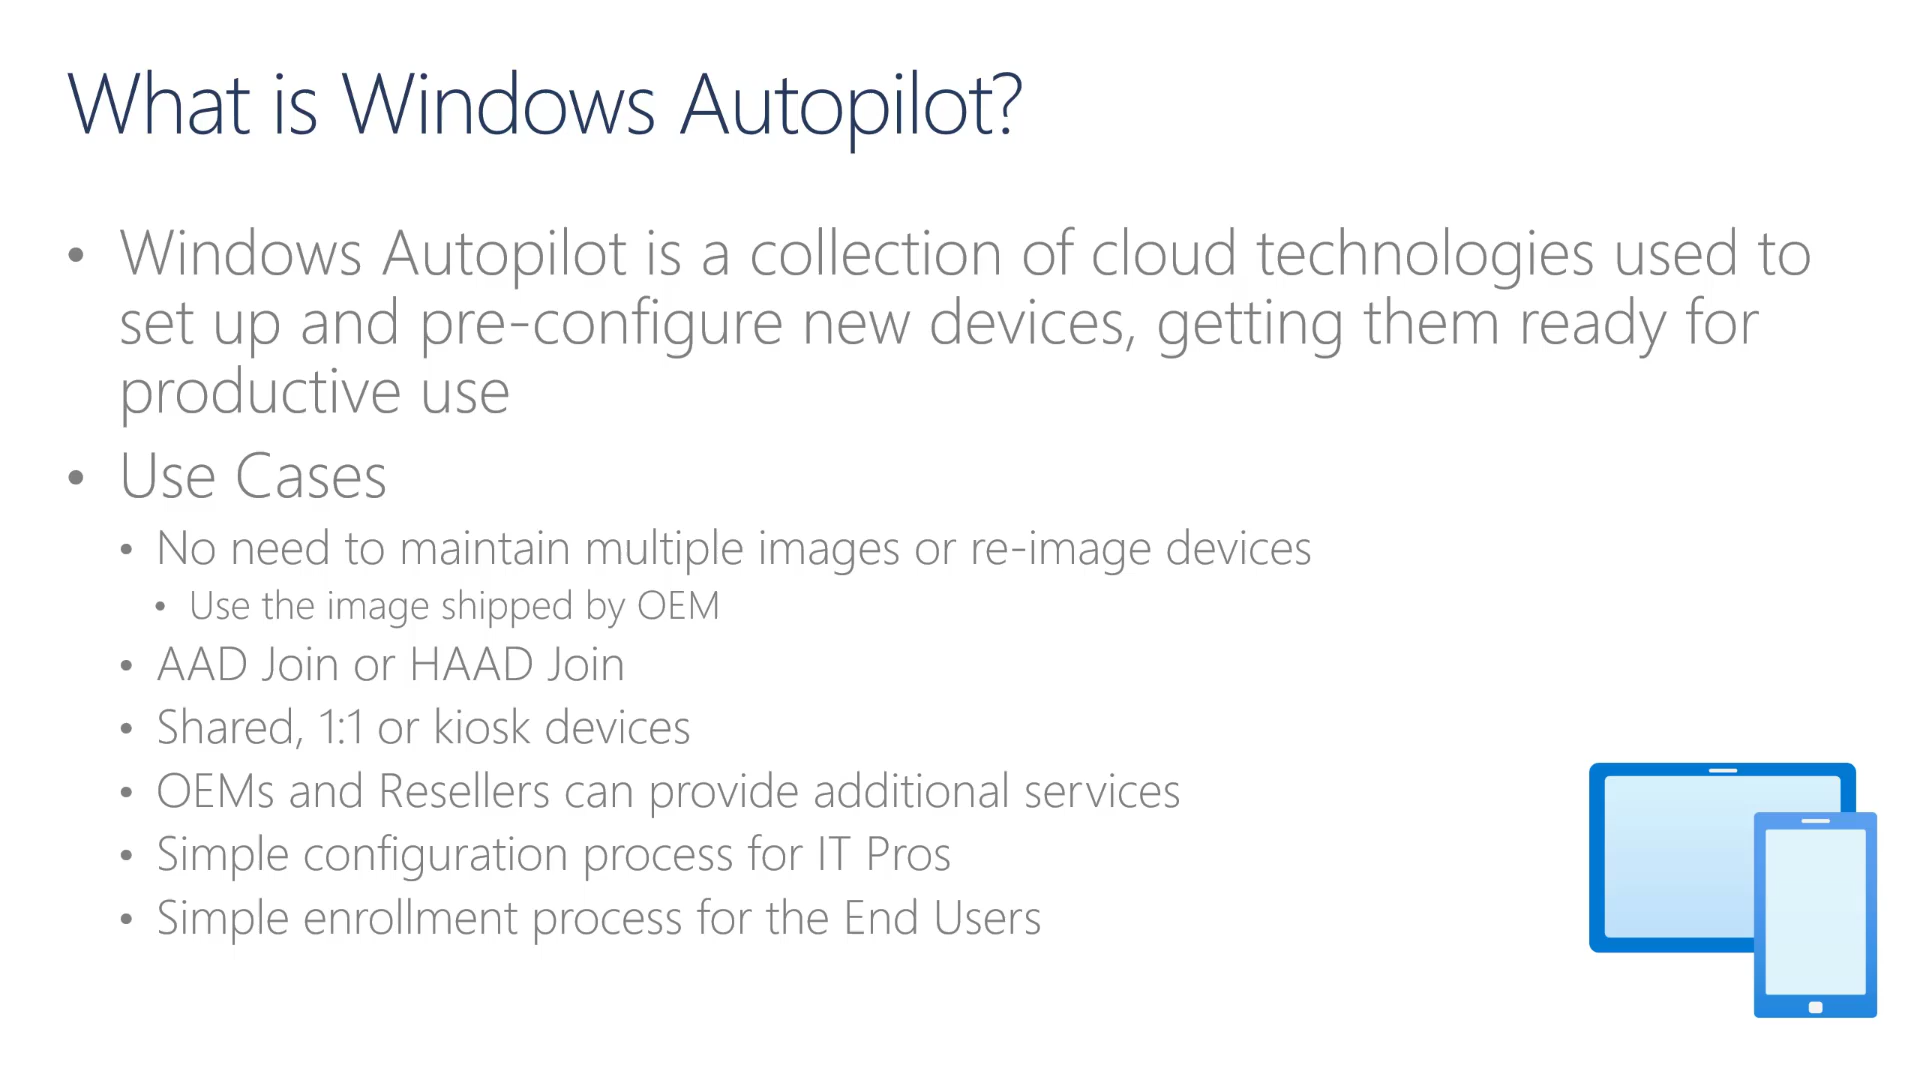 What is Windows Autopilot?
• Windows Autopilot is a collection of cloud technologies used to
set up and pre-configure new devices, getting them ready for
productive use
• Use Cases
• No need to maintain multiple images or re-image devices
• Use the image shipped by OEM
• AAD Join or HAAD Join
• Shared, 1:1 or kiosk devices
• OEMs and Resellers can provide additional services
• Simple configuration process for IT Pros
• Simple enrollment process for the End Users